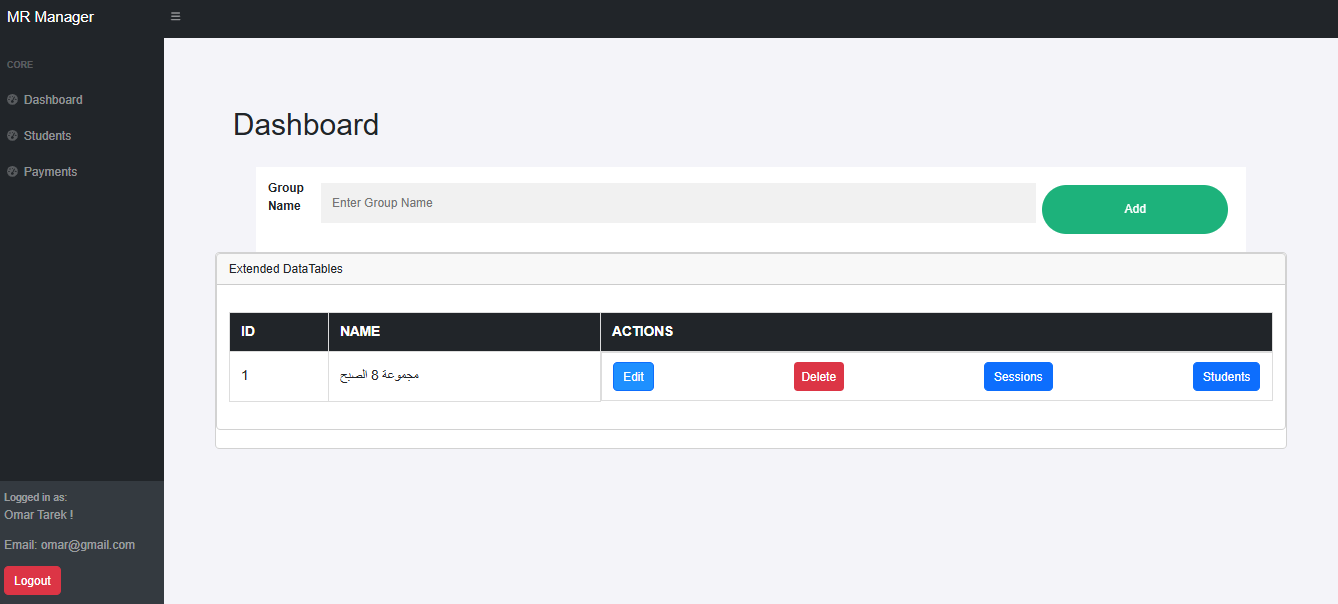 MR Manager
☰
CORE
Dashboard
Students
Payments
Dashboard
Group
Name
Enter Group Name
Add
Extended DataTables
ID NAME ACTIONS
1 مجموعة 8 الصبح Edit Delete Sessions Students
Logged in as:
Omar Tarek !
Email: omar@gmail.com
Logout